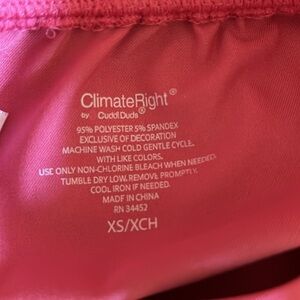 ClimateRight®
by Cuddl Duds®
95% POLYESTER 5% SPANDEX
EXCLUSIVE OF DECORATION
MACHINE WASH COLD GENTLE CYCLE,
WITH LIKE COLORS.
USE ONLY NON-CHLORINE BLEACH WHEN NEEDED.
TUMBLE DRY LOW. REMOVE PROMPTLY.
COOL IRON IF NEEDED.
MADE IN CHINA
RN 34452
XS/XCH